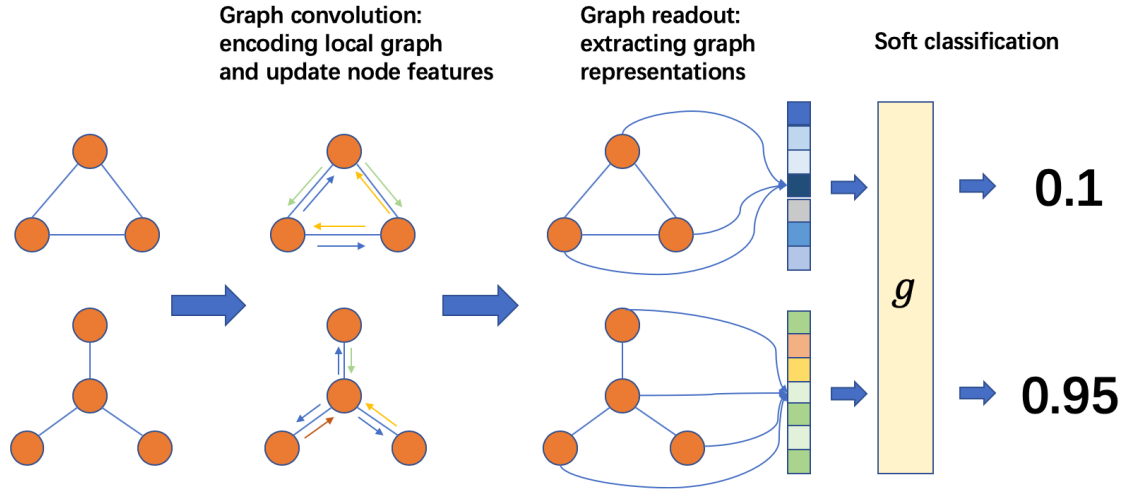 Graph convolution:
encoding local graph
and update node features
Graph readout:
extracting graph
representations
Soft classification
0.1
g
0.95